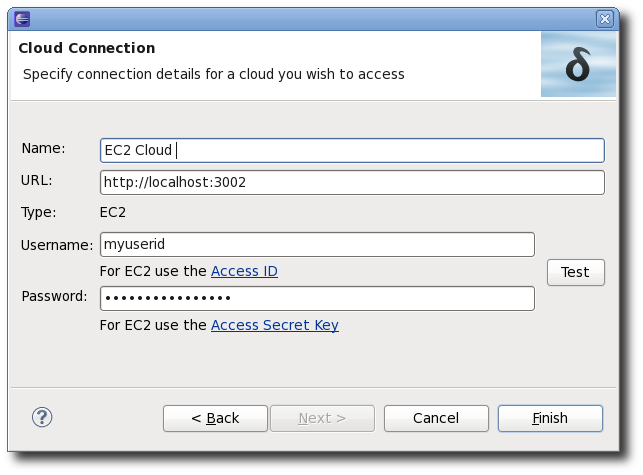 Cloud Connection
Specify connection details for a cloud you wish to access
δ
Name: EC2 Cloud
URL: http://localhost:3002
Type: EC2
Username: myuserid
For EC2 use the Access ID
Test
Password: ••••••••••••••••
For EC2 use the Access Secret Key
? < Back Next > Cancel Finish